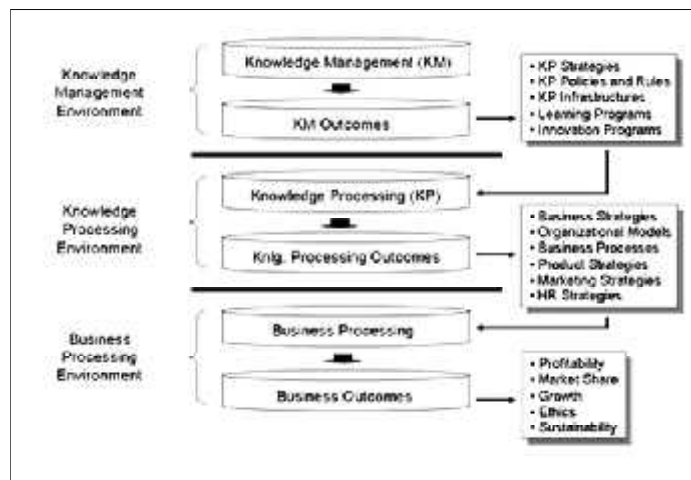 Knowledge
Management
Environment
Knowledge Management (KM)
KM Outcomes
• KP Strategies
• KP Policies and Rules
• KP Infrastructures
• Learning Programs
• Innovation Programs
Knowledge
Processing
Environment
Knowledge Processing (KP)
Knlg. Processing Outcomes
• Business Strategies
• Organizational Models
• Business Processes
• Product Strategies
• Marketing Strategies
• HR Strategies
Business
Processing
Environment
Business Processing
Business Outcomes
• Profitability
• Market Share
• Growth
• Ethics
• Sustainability